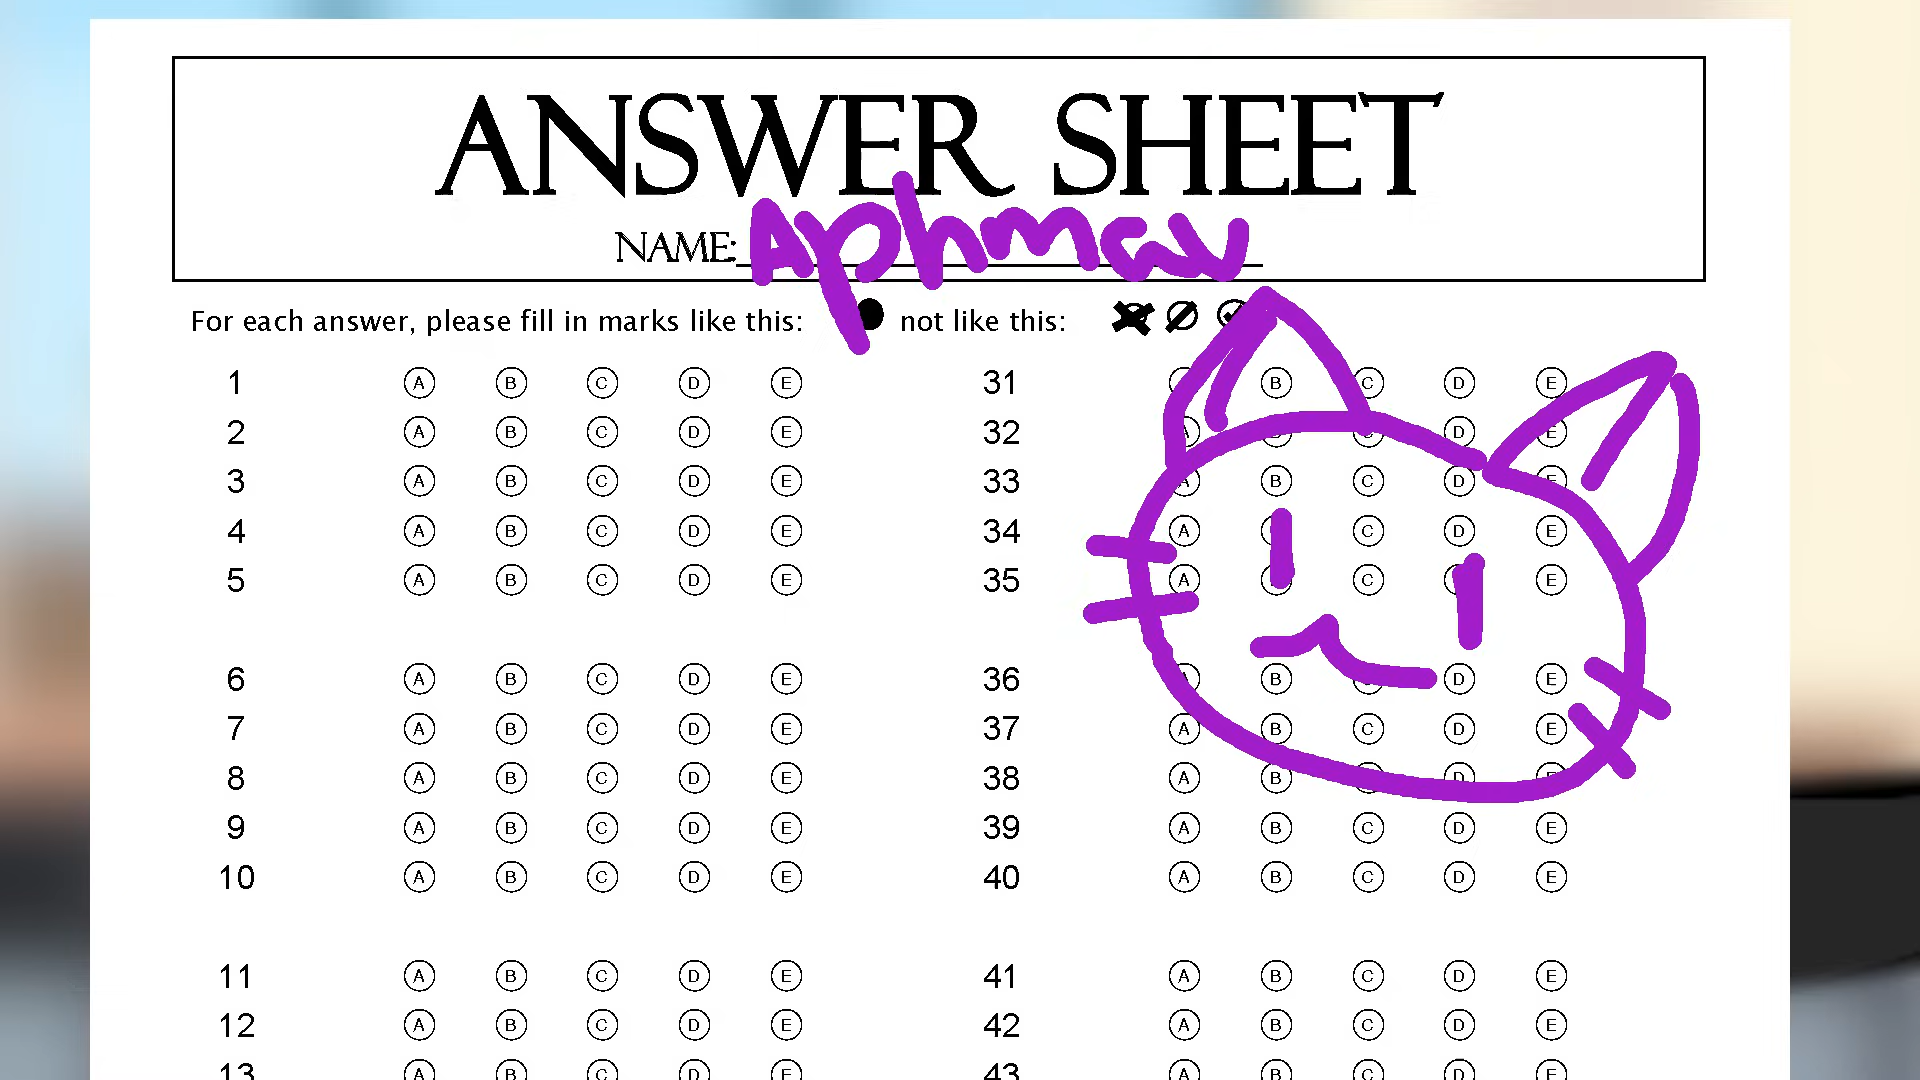 ANSWER SHEET
NAME: Aphmau
For each answer, please fill in marks like this: not like this:
1 A B C D E 31 A B C D E
2 A B C D E 32 A B C D E
3 A B C D E 33 A B C D E
4 A B C D E 34 A B C D E
5 A B C D E 35 A B C D E
6 A B C D E 36 A B C D E
7 A B C D E 37 A B C D E
8 A B C D E 38 A B C D E
9 A B C D E 39 A B C D E
10 A B C D E 40 A B C D E
11 A B C D E 41 A B C D E
12 A B C D E 42 A B C D E
13 A B C D E 43 A B C D E